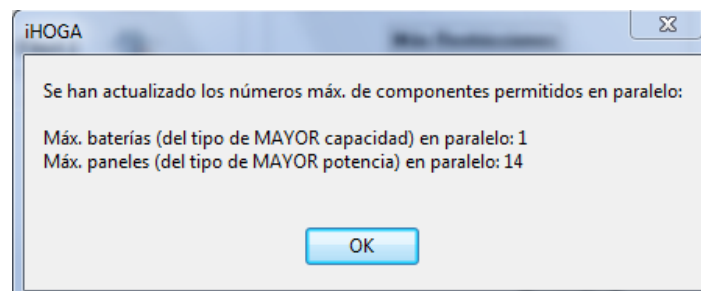 iHOGA
Se han actualizado los números máx. de componentes permitidos en paralelo:
Máx. baterías (del tipo de MAYOR capacidad) en paralelo: 1
Máx. paneles (del tipo de MAYOR potencia) en paralelo: 14
OK